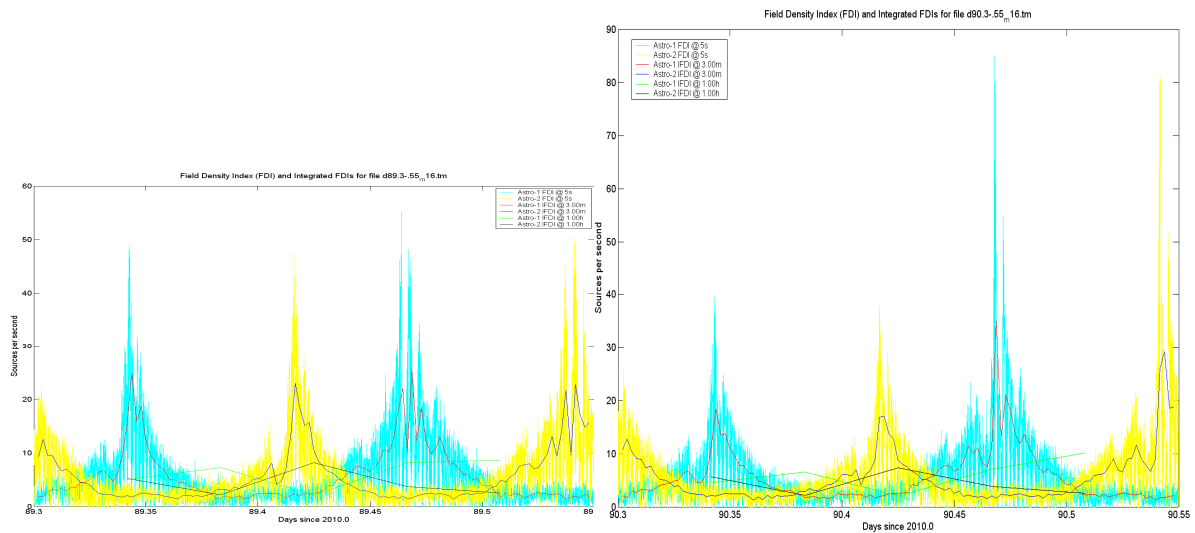 Field Density Index (FDI) and Integrated FDIs for file d89.3-.55m16.tm
60
50
40
30
20
10
0
Sources per second
Astro-1 FDI @ 5s
Astro-2 FDI @ 5s
Astro-1 IFDI @ 3.00m
Astro-2 IFDI @ 3.00m
Astro-1 IFDI @ 1.00h
Astro-2 IFDI @ 1.00h
89.3
89.35
89.4
89.45
89.5
89
Days since 2010.0
Field Density Index (FDI) and Integrated FDIs for file d90.3-.55m16.tm
90
80
70
60
50
40
30
20
10
0
Sources per second
Astro-1 FDI @ 5s
Astro-2 FDI @ 5s
Astro-1 IFDI @ 3.00m
Astro-2 IFDI @ 3.00m
Astro-1 IFDI @ 1.00h
Astro-2 IFDI @ 1.00h
90.3
90.35
90.4
90.45
90.5
90.55
Days since 2010.0